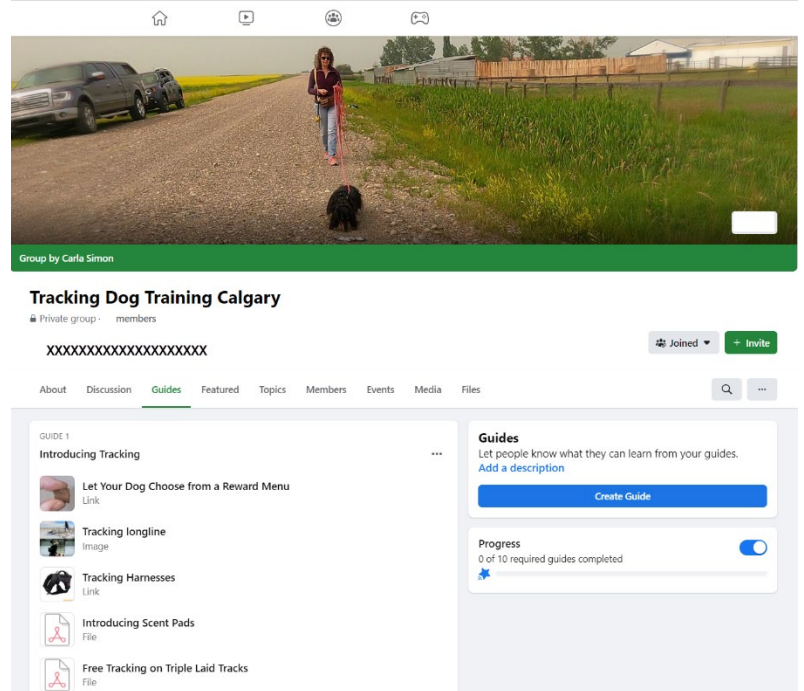 Group by Carla Simon
Tracking Dog Training Calgary
Private group · members
XXXXXXXXXXXXXXXXXXXX
Joined
+ Invite
About Discussion Guides Featured Topics Members Events Media Files
GUIDE 1
Introducing Tracking
Let Your Dog Choose from a Reward Menu
Link
Tracking longline
Image
Tracking Harnesses
Link
Introducing Scent Pads
File
Free Tracking on Triple Laid Tracks
File
Guides
Let people know what they can learn from your guides.
Add a description
Create Guide
Progress
0 of 10 required guides completed